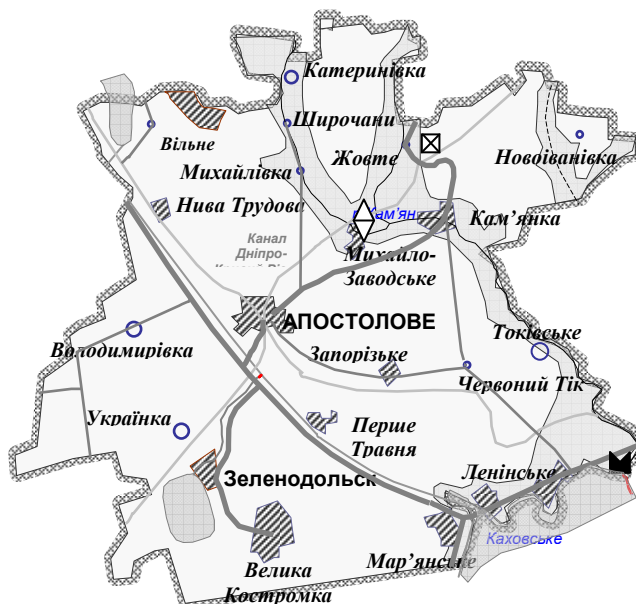 Катеринівка
Широчани
Вільне
Жовте
Новоіванівка
Михайлівка
Нива Трудова
Кам’янка
Канал
Дніпро-
Михайло-
Заводське
АПОСТОЛОВЕ
Токівське
Володимирівка
Запорізьке
Червоний Тік
Українка
Перше
Травня
Зеленодольск
Ленінське
Каховське
Мар’янське
Велика
Костромка